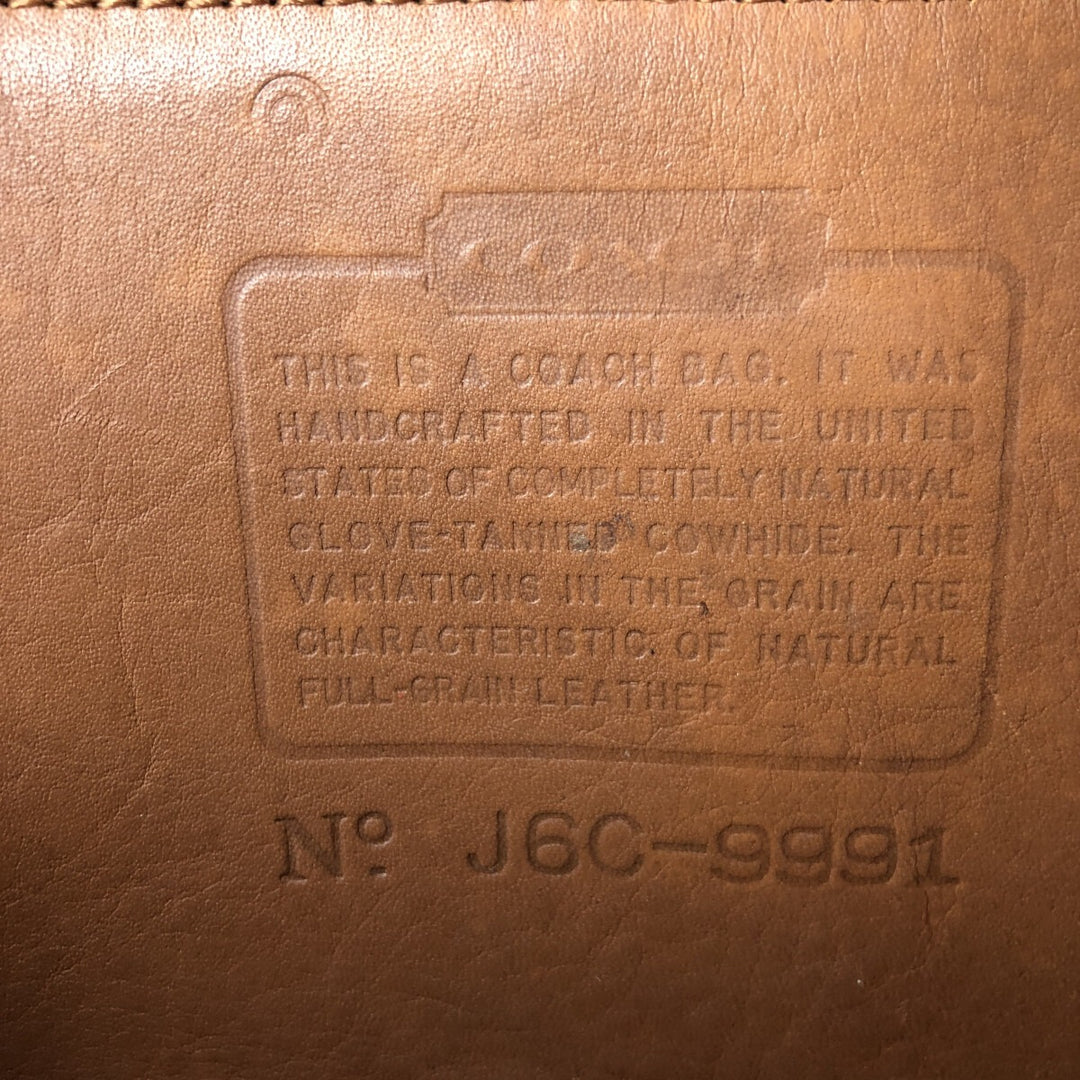 COACH
THIS IS A COACH BAG. IT WAS
HANDCRAFTED IN THE UNITED
STATES OF COMPLETELY NATURAL
GLOVE-TANNED COWHIDE. THE
VARIATIONS IN THE GRAIN ARE
CHARACTERISTIC OF NATURAL
FULL-GRAIN LEATHER.
Nº J6C-9991